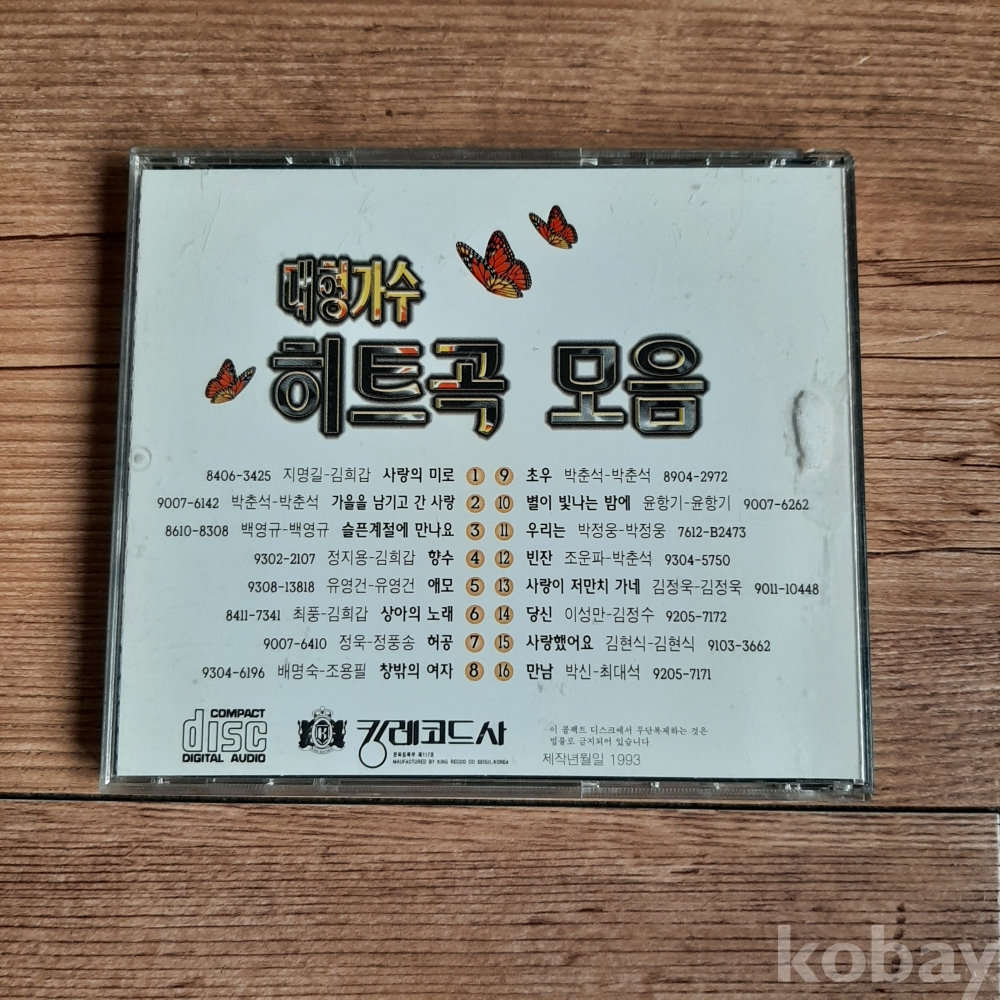 대형가수
히트곡 모음
8406-3425 지명길-김희갑 사랑의 미로 1
9007-6142 박춘석-박춘석 가을을 남기고 간 사랑 2
8610-8308 백영규-백영규 슬픈계절에 만나요 3
9302-2107 정지용-김희갑 향수 4
9308-13818 유영건-유영건 애모 5
8411-7341 최풍-김희갑 상아의 노래 6
9007-6410 정욱-정풍송 허공 7
9304-6196 배명숙-조용필 창밖의 여자 8
9 초우 박춘석-박춘석 8904-2972
10 별이 빛나는 밤에 윤항기-윤항기 9007-6262
11 우리는 박정웅-박정웅 7612-B2473
12 빈잔 조운파-박춘석 9304-5750
13 사랑이 저만치 가네 김정욱-김정욱 9011-10448
14 당신 이성만-김정수 9205-7172
15 사랑했어요 김현식-김현식 9103-3662
16 만남 박신-최대석 9205-7171
COMPACT
disc
DIGITAL AUDIO
킹레코드사
MAUFACTURED BY KING RECOD CO SEOUL,KOREA
이 콤팩트 디스크에서 무단복제하는 것은
법률로 금지되어 있습니다.
제작년월일 1993
kobay